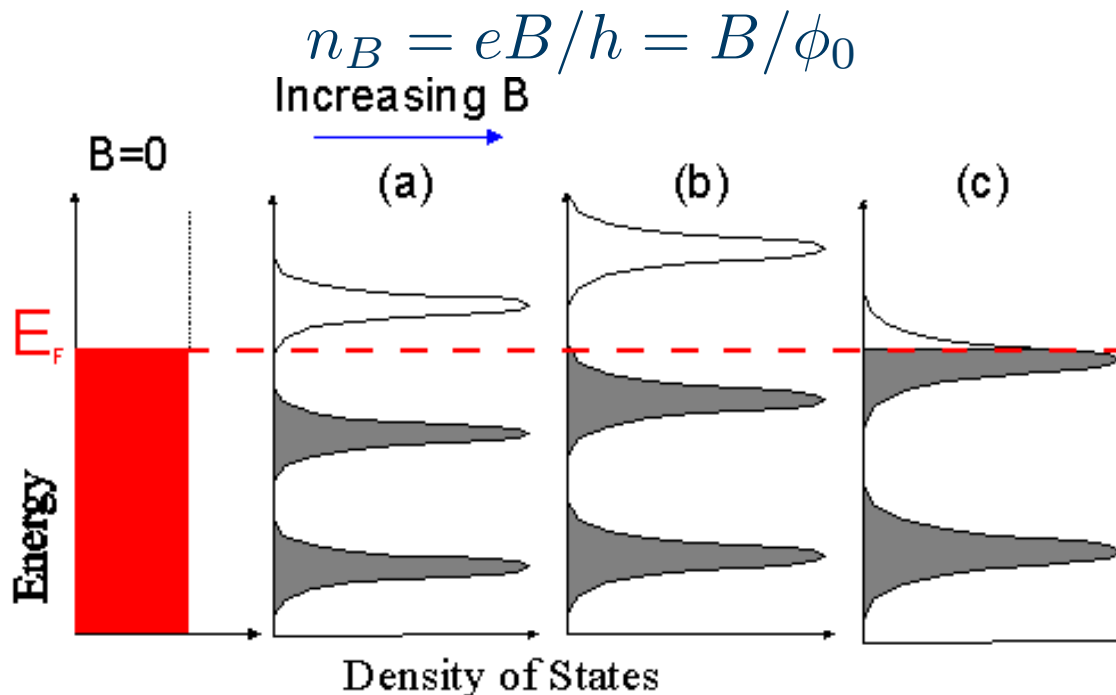 n_B = eB/h = B/ϕ_0
Increasing B
B=0
(a)
(b)
(c)
E_F
Energy
Density of States